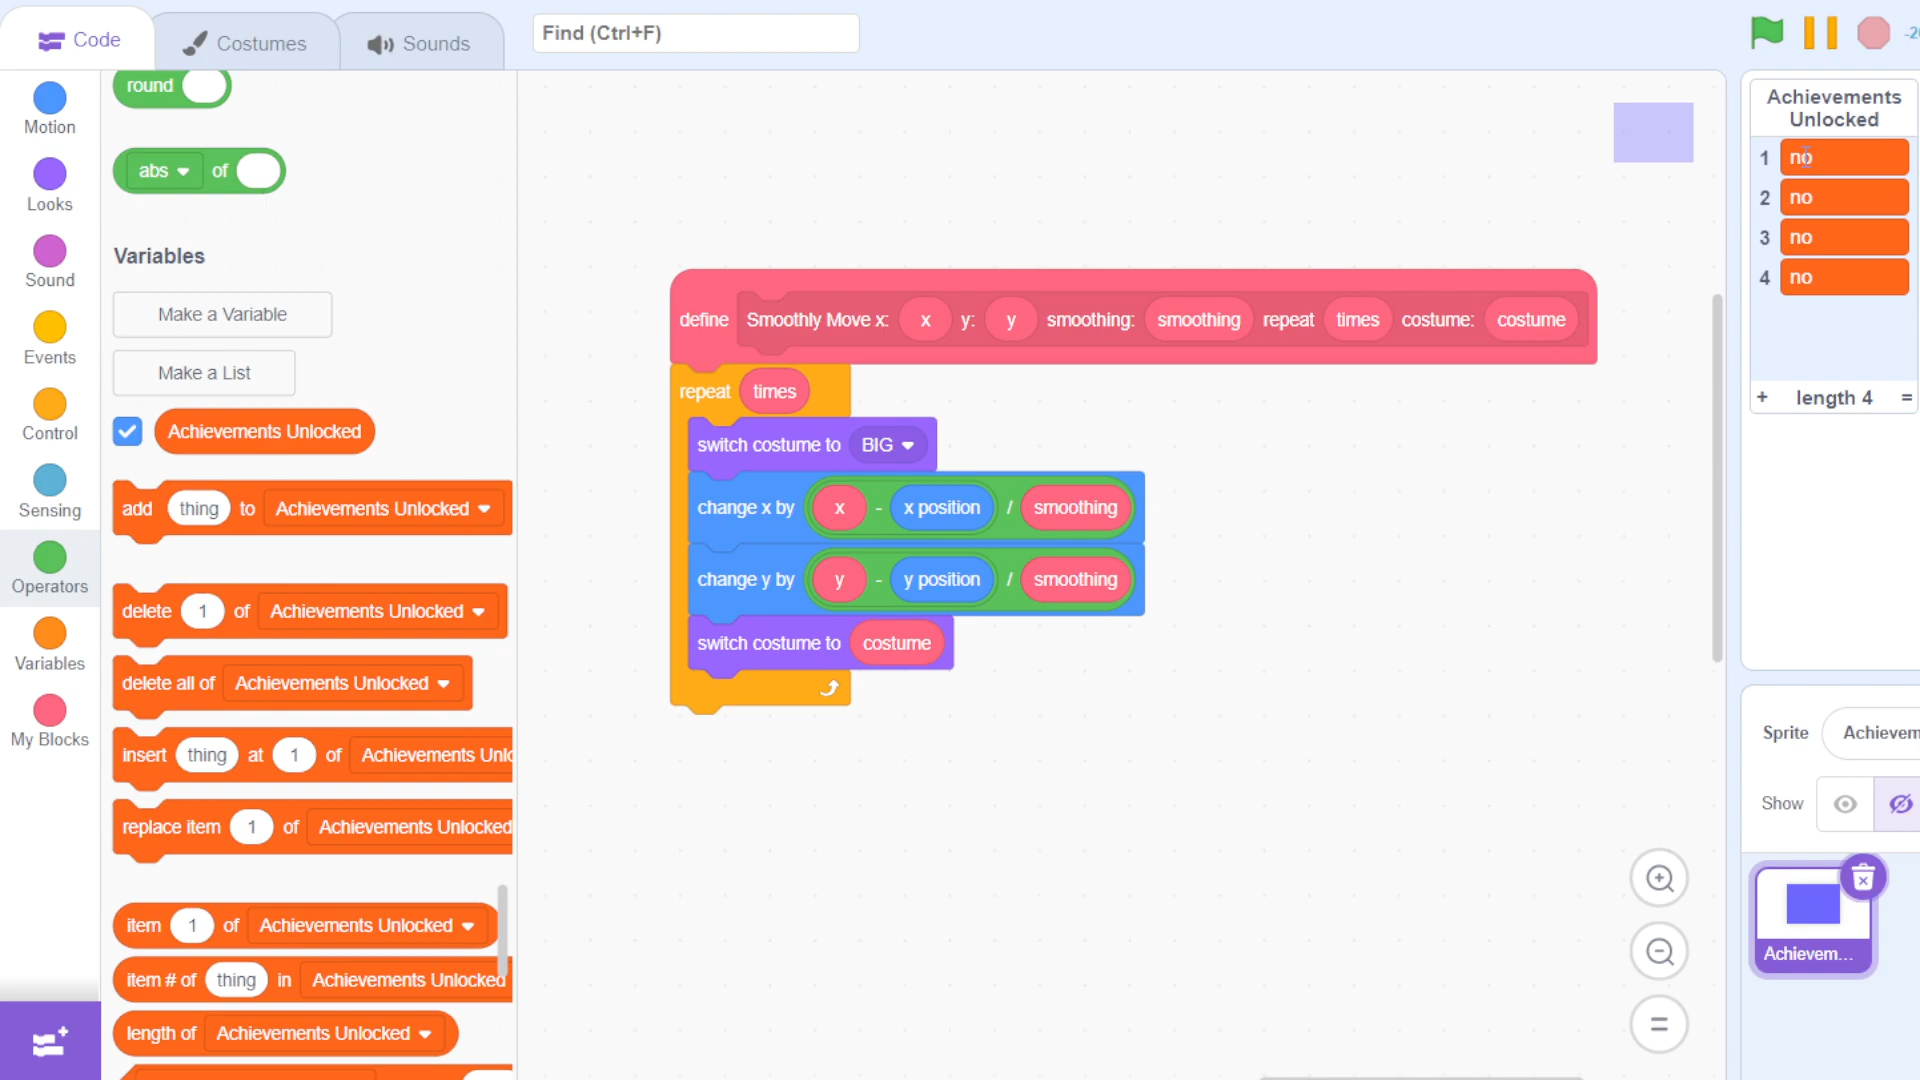 Code
Costumes
Sounds
Find (Ctrl+F)
Motion
Looks
Sound
Events
Control
Sensing
Operators
Variables
My Blocks
round
abs of
Variables
Make a Variable
Make a List
Achievements Unlocked
add thing to Achievements Unlocked
delete 1 of Achievements Unlocked
delete all of Achievements Unlocked
insert thing at 1 of Achievements
replace item 1 of Achievements Unlocked
item 1 of Achievements Unlocked
item # of thing in Achievements Unlocked
length of Achievements Unlocked
define Smoothly Move x: x y: y smoothing: smoothing repeat times costume: costume
repeat times
switch costume to BIG
change x by x - x position / smoothing
change y by y - y position / smoothing
switch costume to costume
Achievements
Unlocked
1 no
2 no
3 no
4 no
+ length 4 =
Sprite Achievem
Show
Achievem...